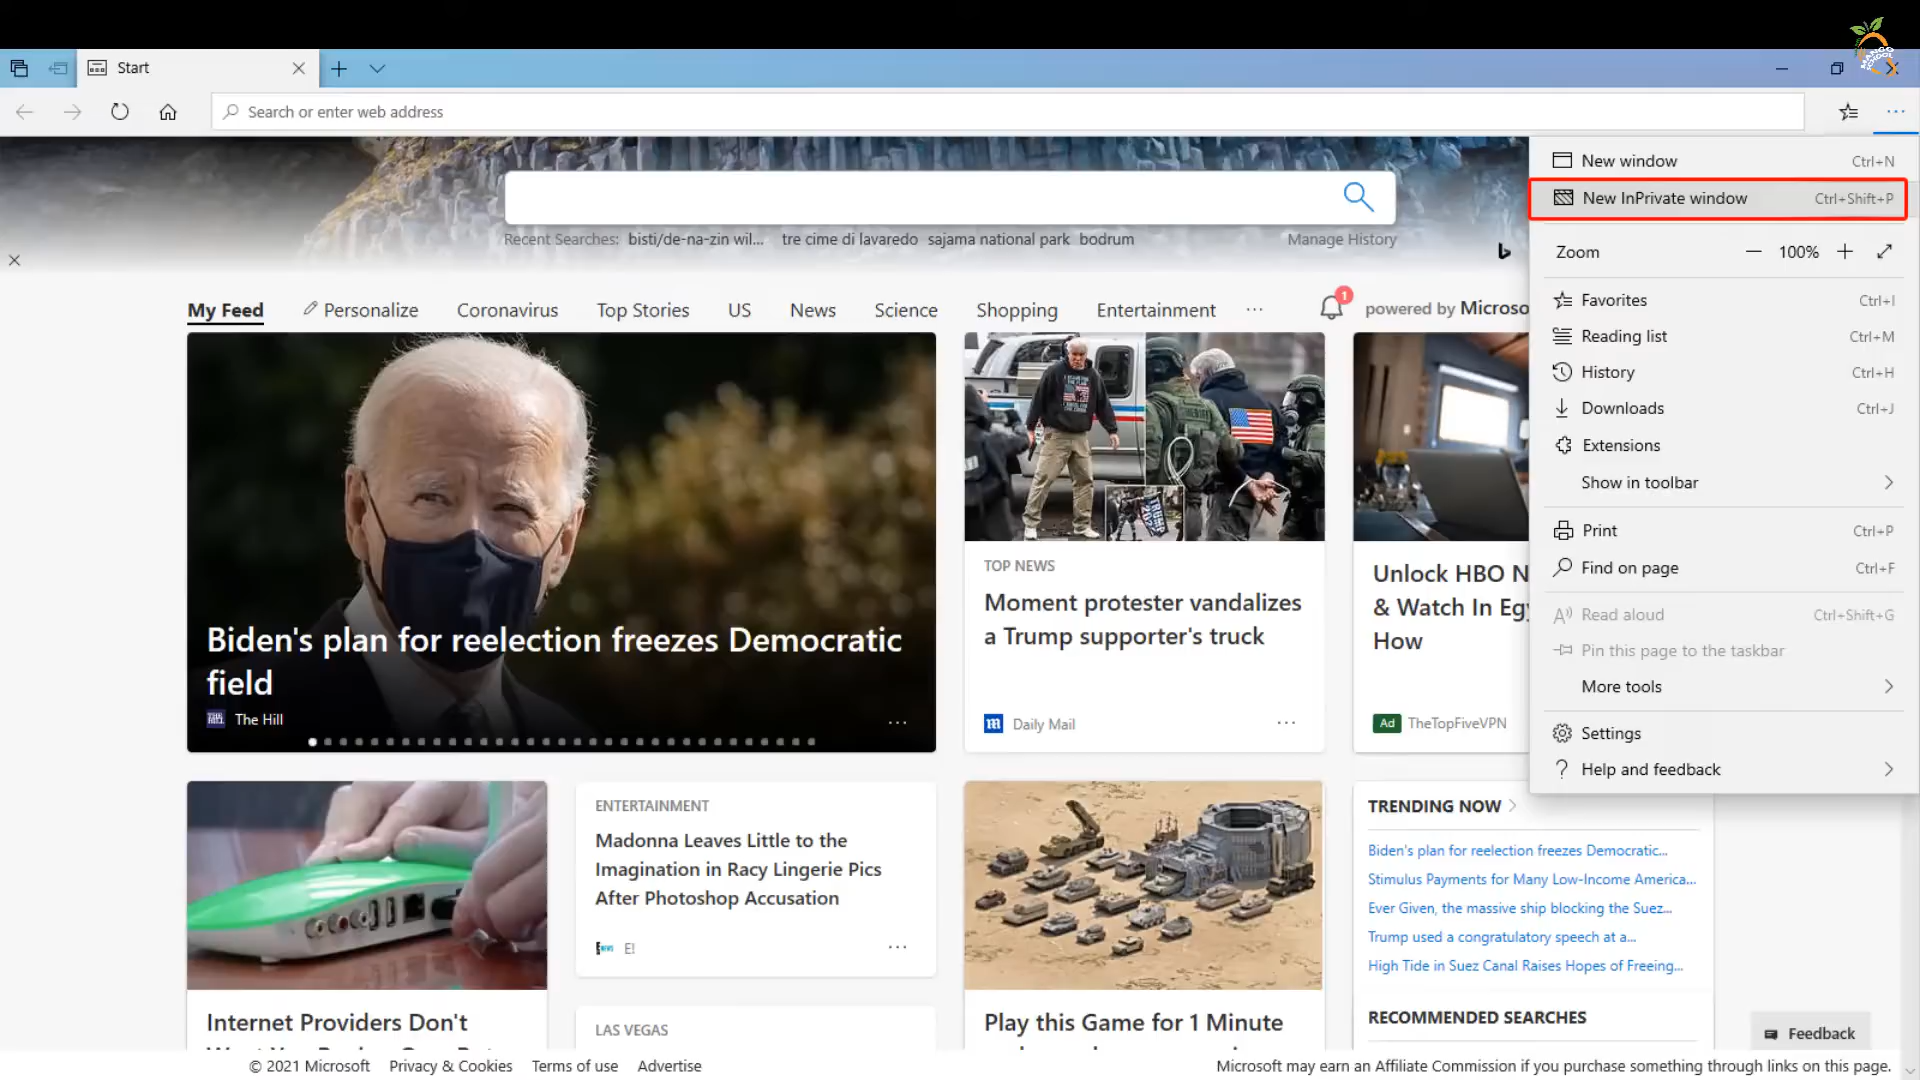 MANGO
SCHOOL
Start
Search or enter web address
New window Ctrl+N
New InPrivate window Ctrl+Shift+P
Recent Searches: bisti/de-na-zin wil... tre cime di lavaredo sajama national park bodrum Manage History
Zoom 100%
My Feed Personalize Coronavirus Top Stories US News Science Shopping Entertainment ... 1 powered by Microso
Favorites Ctrl+I
Reading list Ctrl+M
History Ctrl+H
Downloads Ctrl+J
Extensions
Show in toolbar
Print Ctrl+P
Find on page Ctrl+F
Read aloud Ctrl+Shift+G
Pin this page to the taskbar
More tools
Settings
Help and feedback
Biden's plan for reelection freezes Democratic
field
The Hill
TOP NEWS
Moment protester vandalizes
a Trump supporter's truck
Daily Mail
Unlock HBO N
& Watch In Egy
How
Ad TheTopFiveVPN
ENTERTAINMENT
Madonna Leaves Little to the
Imagination in Racy Lingerie Pics
After Photoshop Accusation
E!
TRENDING NOW
Biden's plan for reelection freezes Democratic...
Stimulus Payments for Many Low-Income America...
Ever Given, the massive ship blocking the Suez...
Trump used a congratulatory speech at a...
High Tide in Suez Canal Raises Hopes of Freeing...
Internet Providers Don't
LAS VEGAS
Play this Game for 1 Minute
RECOMMENDED SEARCHES
Feedback
© 2021 Microsoft Privacy & Cookies Terms of use Advertise
Microsoft may earn an Affiliate Commission if you purchase something through links on this page.